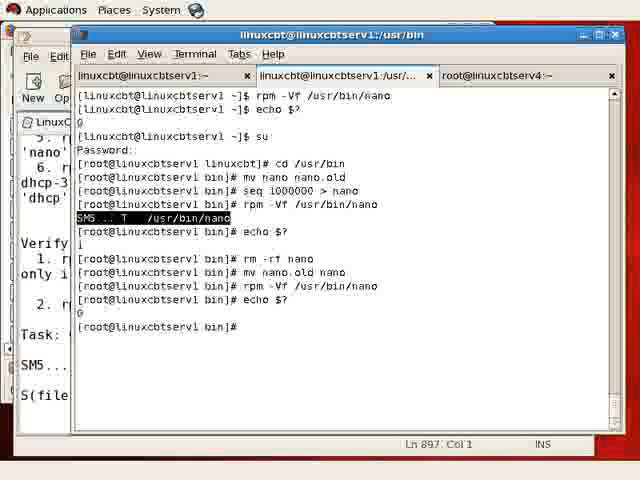 Applications Places System
linuxcbt@linuxcbtserv1:/usr/bin
File Edit View Terminal Tabs Help
linuxcbt@linuxcbtserv1:~
linuxcbt@linuxcbtserv1:/usr/...
root@linuxcbtserv4:~
[linuxcbt@linuxcbtserv1 ~]$ rpm -Vf /usr/bin/nano
[linuxcbt@linuxcbtserv1 ~]$ echo $?
0
[linuxcbt@linuxcbtserv1 ~]$ su
Password:
[root@linuxcbtserv1 linuxcbt]# cd /usr/bin
[root@linuxcbtserv1 bin]# mv nano nano.old
[root@linuxcbtserv1 bin]# seq 1000000 > nano
[root@linuxcbtserv1 bin]# rpm -Vf /usr/bin/nano
SM5... T /usr/bin/nano
[root@linuxcbtserv1 bin]# echo $?
1
[root@linuxcbtserv1 bin]# rm -rf nano
[root@linuxcbtserv1 bin]# mv nano.old nano
[root@linuxcbtserv1 bin]# rpm -Vf /usr/bin/nano
[root@linuxcbtserv1 bin]# echo $?
0
[root@linuxcbtserv1 bin]#
File Edit
New Open
LinuxC
5. r
'nano'
6. r
dhcp-3
'dhcp'
Verify
1. r
only i
2. r
Task:
SM5...
S(file
Ln 897, Col 1
INS